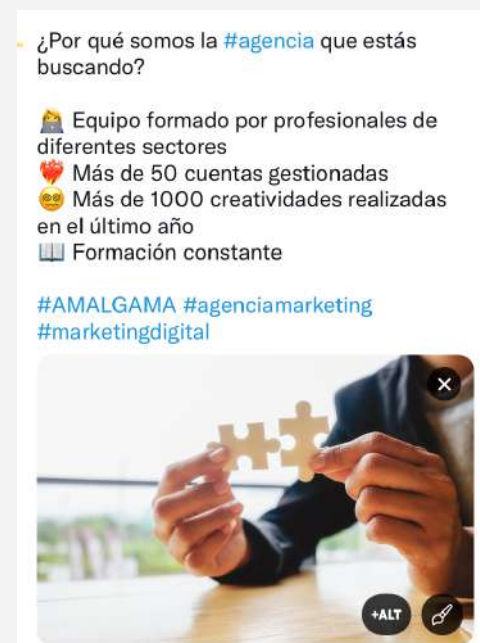 ¿Por qué somos la #agencia que estás
buscando?
👩‍💻 Equipo formado por profesionales de
diferentes sectores
❤️‍🔥 Más de 50 cuentas gestionadas
😵‍💫 Más de 1000 creatividades realizadas
en el último año
📖 Formación constante
#AMALGAMA #agenciamarketing
#marketingdigital
+ALT